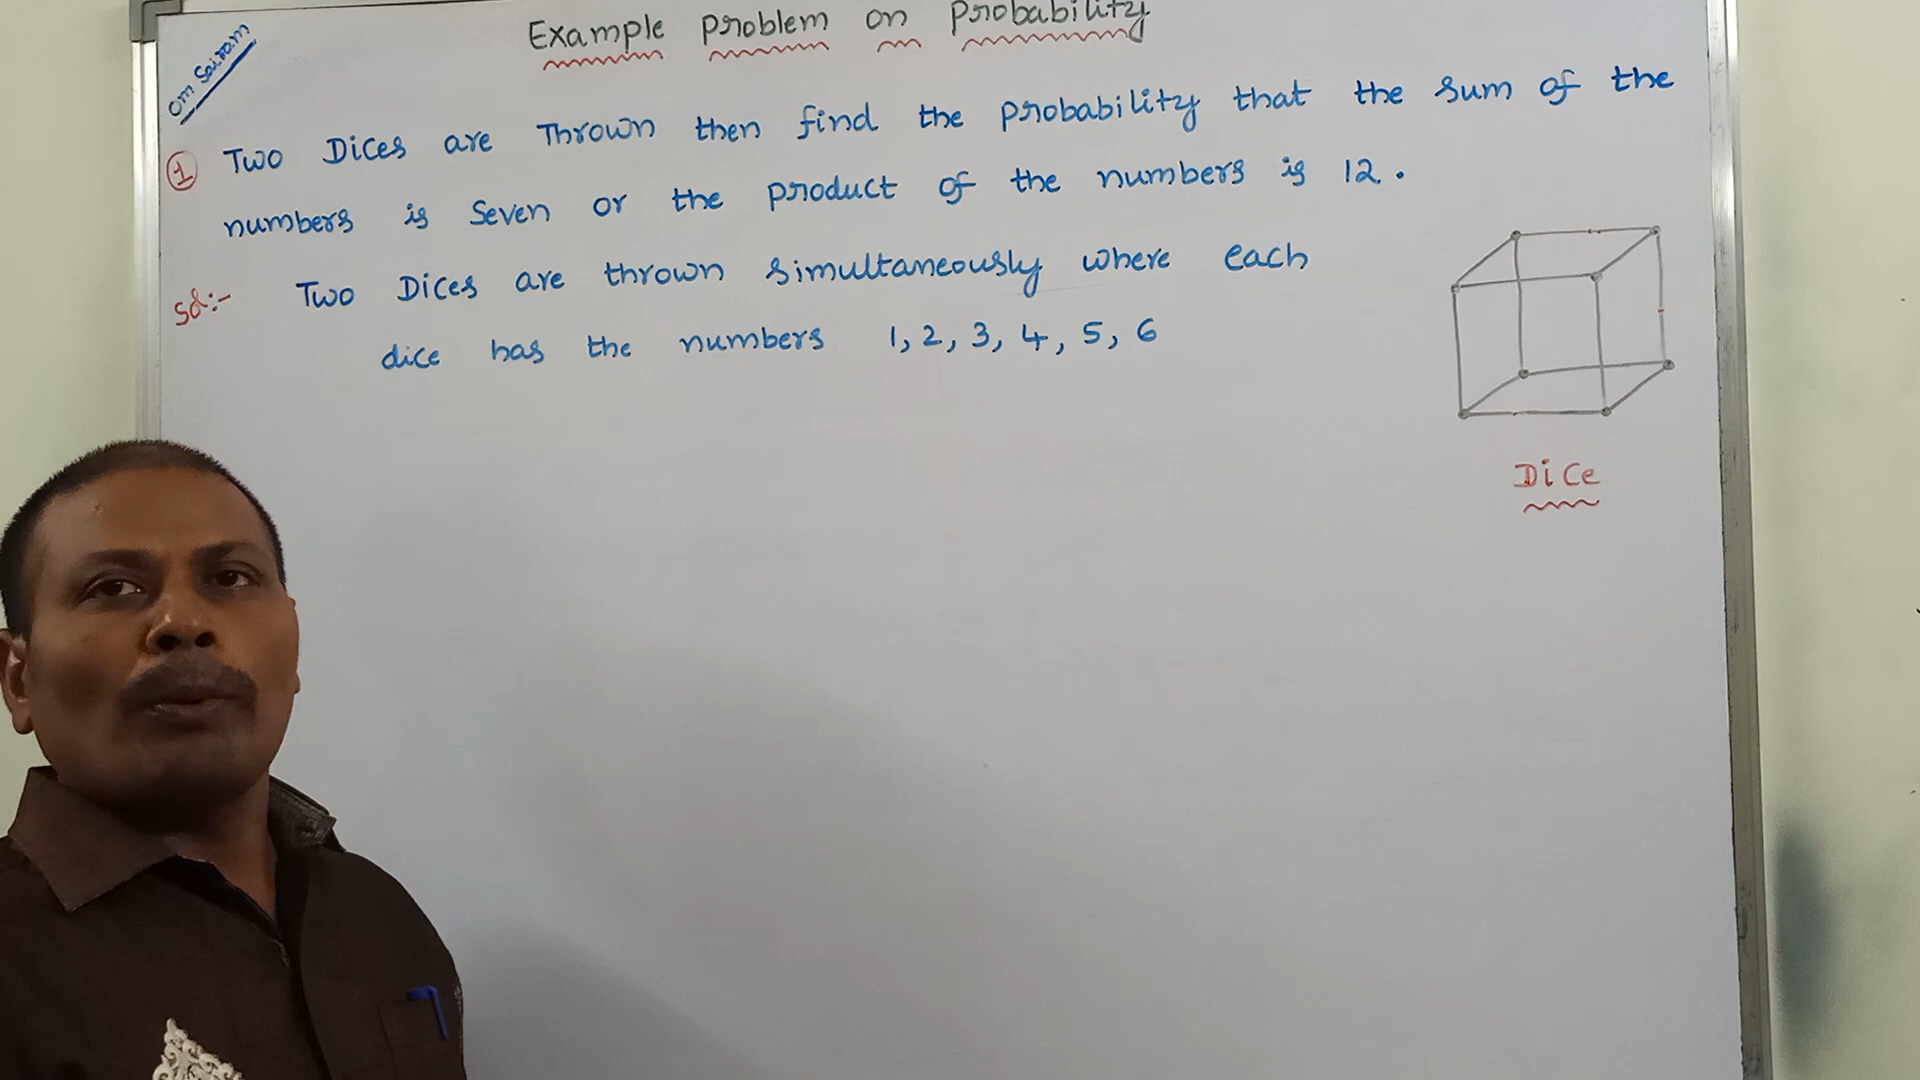 Example Problem on Probability
Om Sairam
1 Two Dices are Thrown then find the probability that the sum of the
numbers is Seven or the product of the numbers is 12.
Sol:- Two Dices are thrown simultaneously where each
dice has the numbers 1, 2, 3, 4, 5, 6
Dice